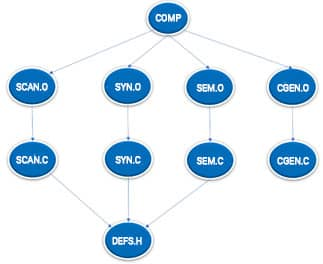 COMP
SCAN.O
SYN.O
SEM.O
CGEN.O
SCAN.C
SYN.C
SEM.C
CGEN.C
DEFS.H